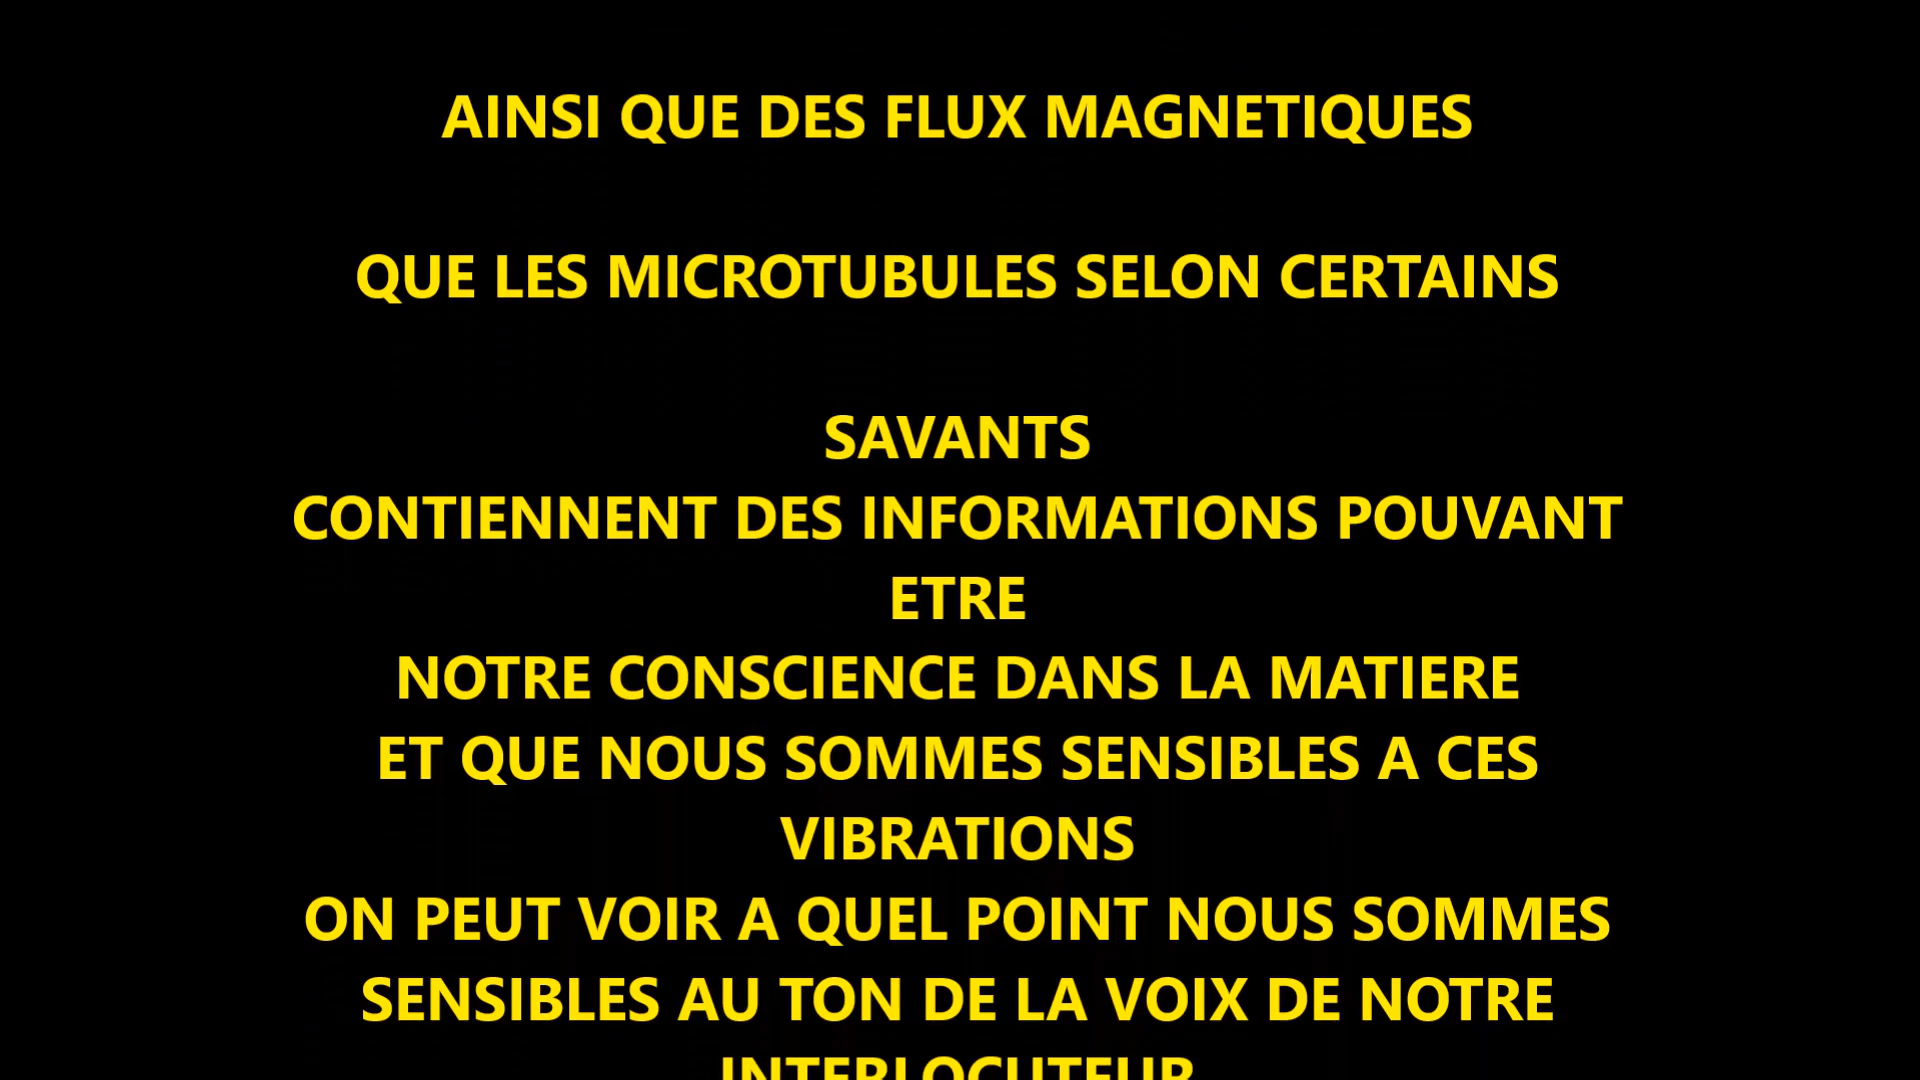 AINSI QUE DES FLUX MAGNETIQUES
QUE LES MICROTUBULES SELON CERTAINS
SAVANTS
CONTIENNENT DES INFORMATIONS POUVANT
ETRE
NOTRE CONSCIENCE DANS LA MATIERE
ET QUE NOUS SOMMES SENSIBLES A CES
VIBRATIONS
ON PEUT VOIR A QUEL POINT NOUS SOMMES
SENSIBLES AU TON DE LA VOIX DE NOTRE
INTERLOCUTEUR